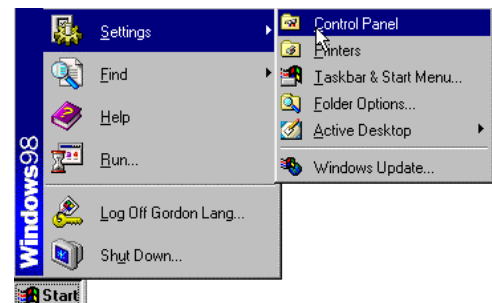 Settings
Find
Help
Run...
Log Off Gordon Lang...
Shut Down...
Control Panel
Printers
Taskbar & Start Menu...
Folder Options...
Active Desktop
Windows Update...
Windows98
Start